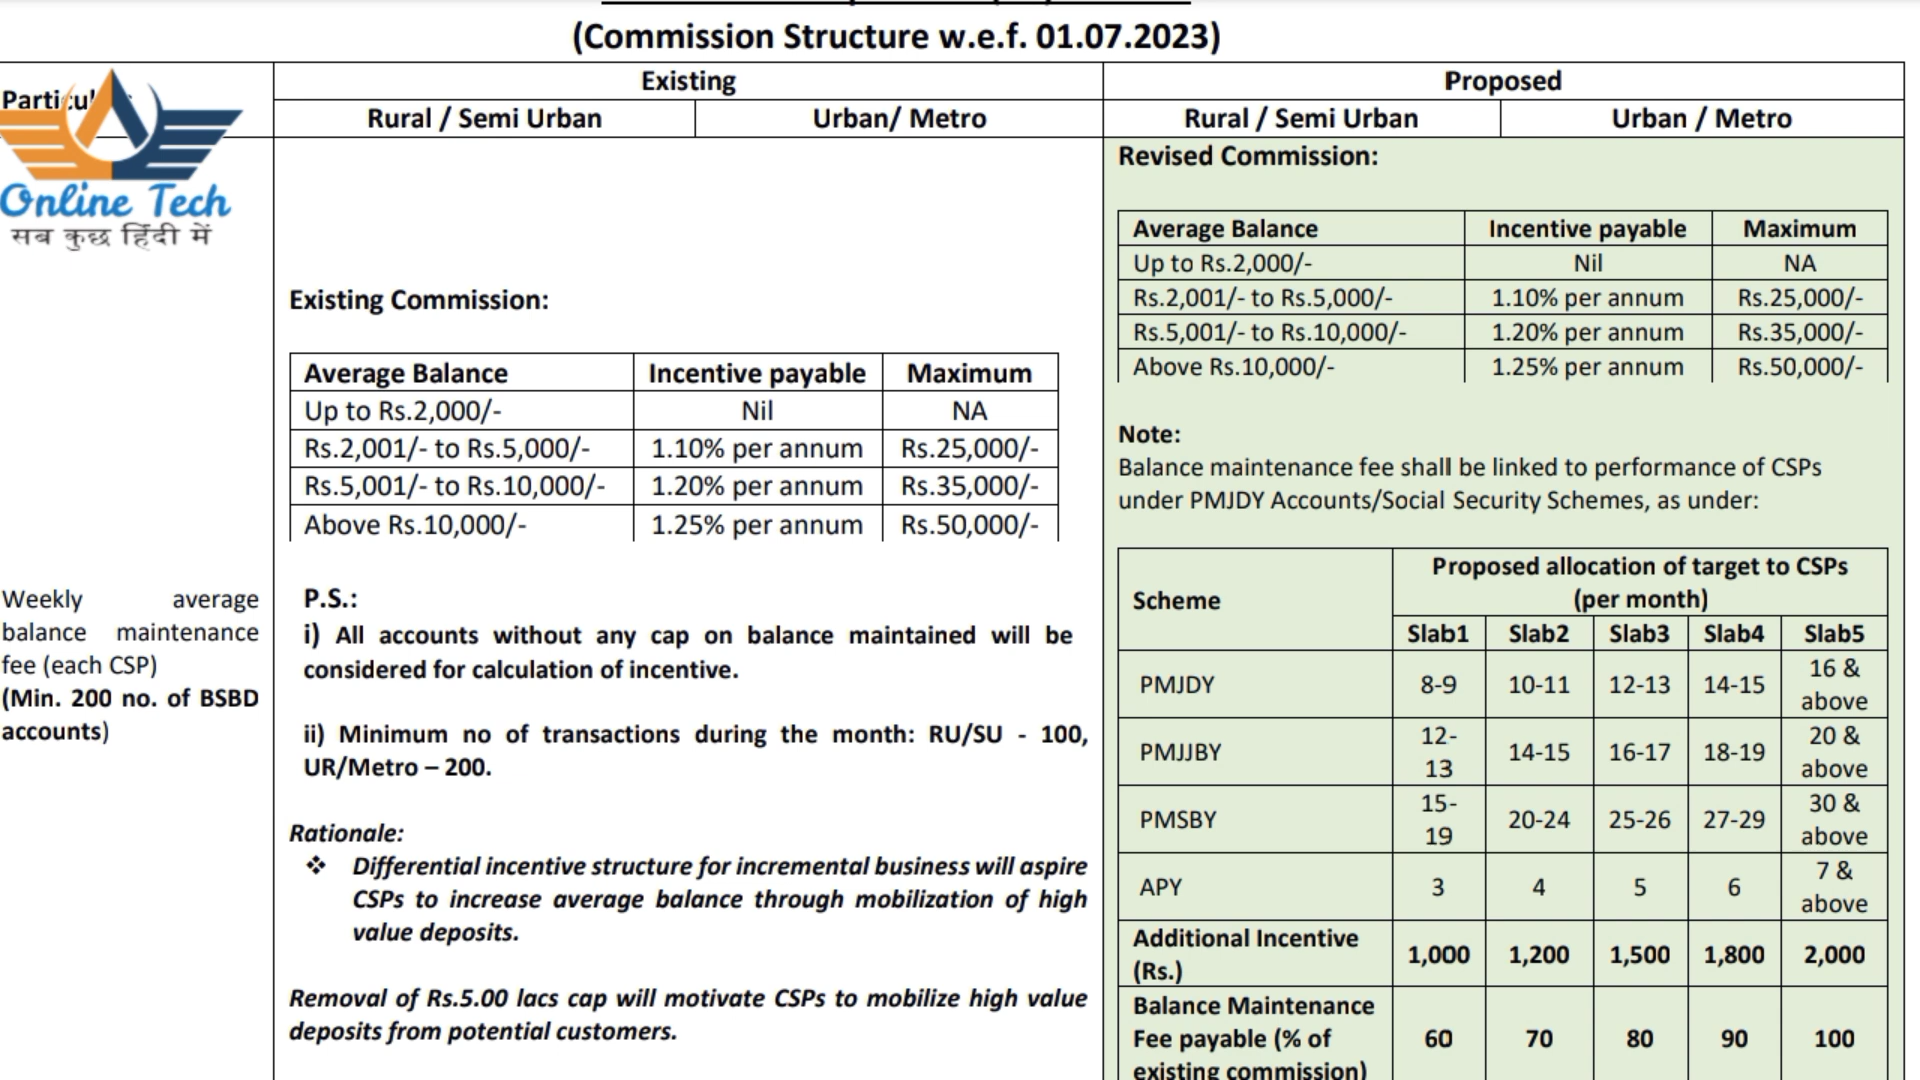 (Commission Structure w.e.f. 01.07.2023)
Existing
Proposed
Rural / Semi Urban
Urban/ Metro
Rural / Semi Urban
Urban / Metro
Online Tech
सब कुछ हिंदी में
Weekly average
balance maintenance
fee (each CSP)
(Min. 200 no. of BSBD
accounts)
Existing Commission:
Average Balance Incentive payable Maximum
Up to Rs.2,000/- Nil NA
Rs.2,001/- to Rs.5,000/- 1.10% per annum Rs.25,000/-
Rs.5,001/- to Rs.10,000/- 1.20% per annum Rs.35,000/-
Above Rs.10,000/- 1.25% per annum Rs.50,000/-
P.S.:
i) All accounts without any cap on balance maintained will be
considered for calculation of incentive.
ii) Minimum no of transactions during the month: RU/SU - 100,
UR/Metro – 200.
Rationale:
❖ Differential incentive structure for incremental business will aspire
CSPs to increase average balance through mobilization of high
value deposits.
Removal of Rs.5.00 lacs cap will motivate CSPs to mobilize high value
deposits from potential customers.
Revised Commission:
Average Balance Incentive payable Maximum
Up to Rs.2,000/- Nil NA
Rs.2,001/- to Rs.5,000/- 1.10% per annum Rs.25,000/-
Rs.5,001/- to Rs.10,000/- 1.20% per annum Rs.35,000/-
Above Rs.10,000/- 1.25% per annum Rs.50,000/-
Note:
Balance maintenance fee shall be linked to performance of CSPs
under PMJDY Accounts/Social Security Schemes, as under:
Scheme
Proposed allocation of target to CSPs
(per month)
Slab1 Slab2 Slab3 Slab4 Slab5
PMJDY 8-9 10-11 12-13 14-15 16 &
above
PMJJBY 12-
13 14-15 16-17 18-19 20 &
above
PMSBY 15-
19 20-24 25-26 27-29 30 &
above
APY 3 4 5 6 7 &
above
Additional Incentive
(Rs.) 1,000 1,200 1,500 1,800 2,000
Balance Maintenance
Fee payable (% of
existing commission) 60 70 80 90 100